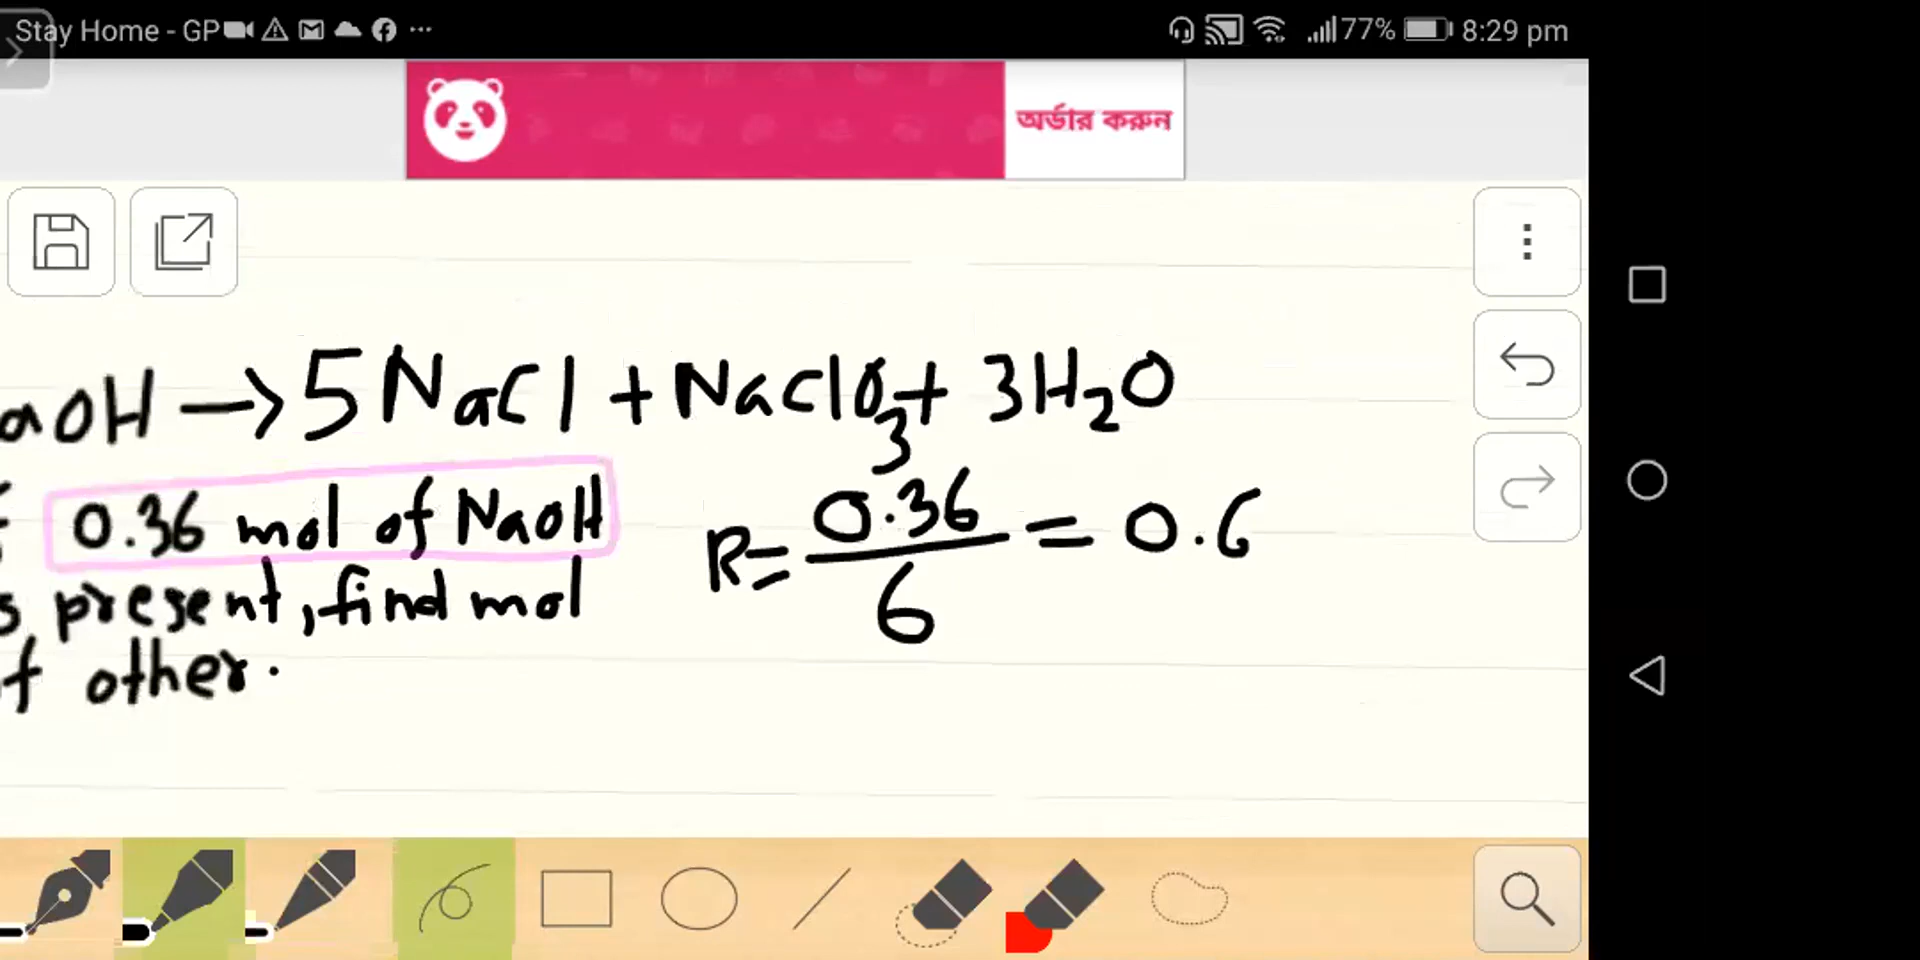 Stay Home - GP
77% 8:29 pm
অর্ডার করুন
aOH → 5NaCl + NaClO3 + 3H2O
0.36 mol of NaOH
s present, find mol
f other.
R = 0.36 / 6 = 0.6